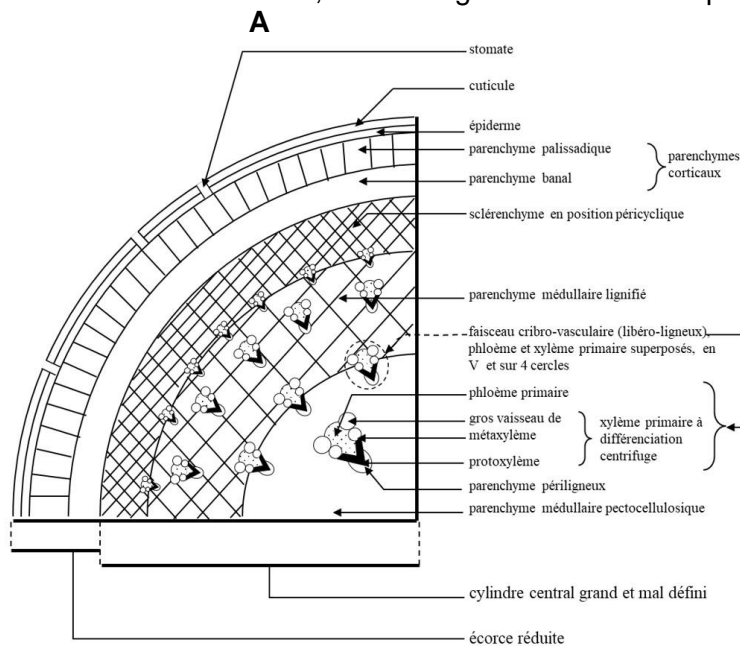 A
stomate
cuticule
épiderme
parenchyme palissadique
parenchyme banal
parenchymes
corticaux
sclérenchyme en position péricyclique
parenchyme médullaire lignifié
faisceau cribro-vasculaire (libéro-ligneux),
phloème et xylème primaire superposés, en
V et sur 4 cercles
phloème primaire
gros vaisseau de
métaxylème
protoxylème
xylème primaire à
différenciation
centrifuge
parenchyme périligneux
parenchyme médullaire pectocellulosique
cylindre central grand et mal défini
écorce réduite